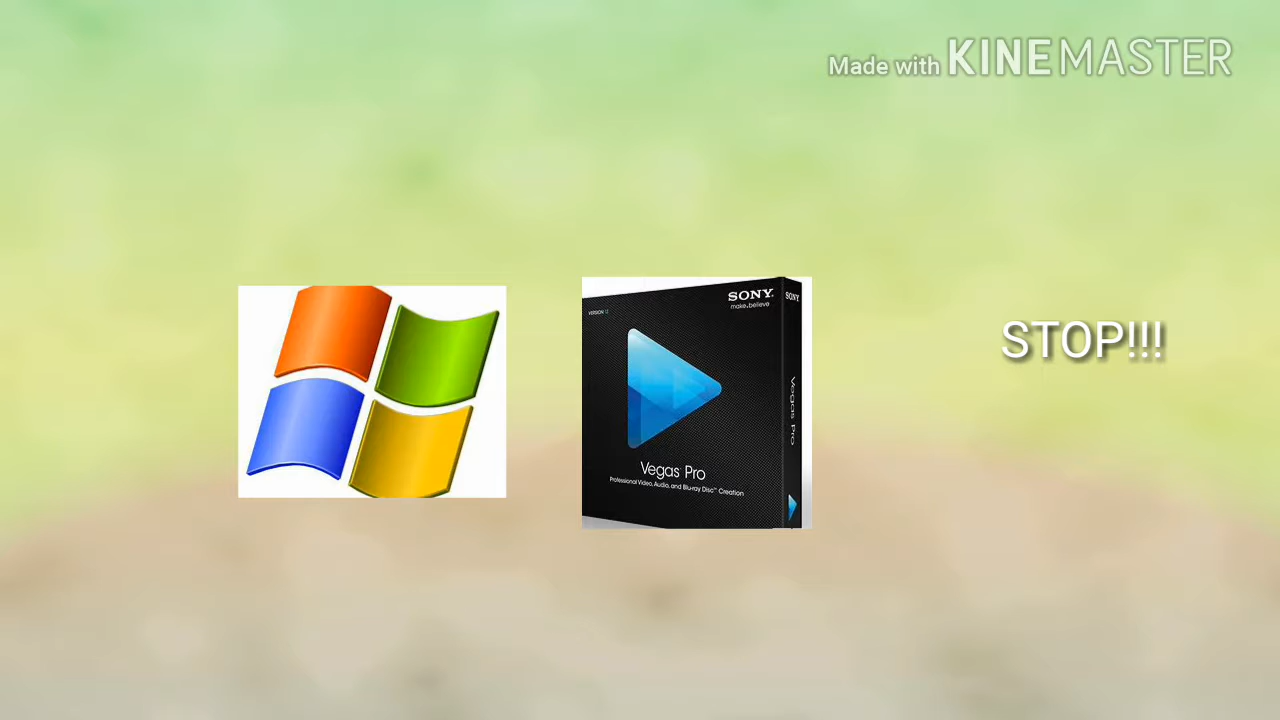 Made with KINEMASTER
SONY
make.believe
SONY
VERSION 12
STOP!!!
Vegas Pro
Vegas Pro
Professional Video, Audio, and Blu-ray Disc™ Creation